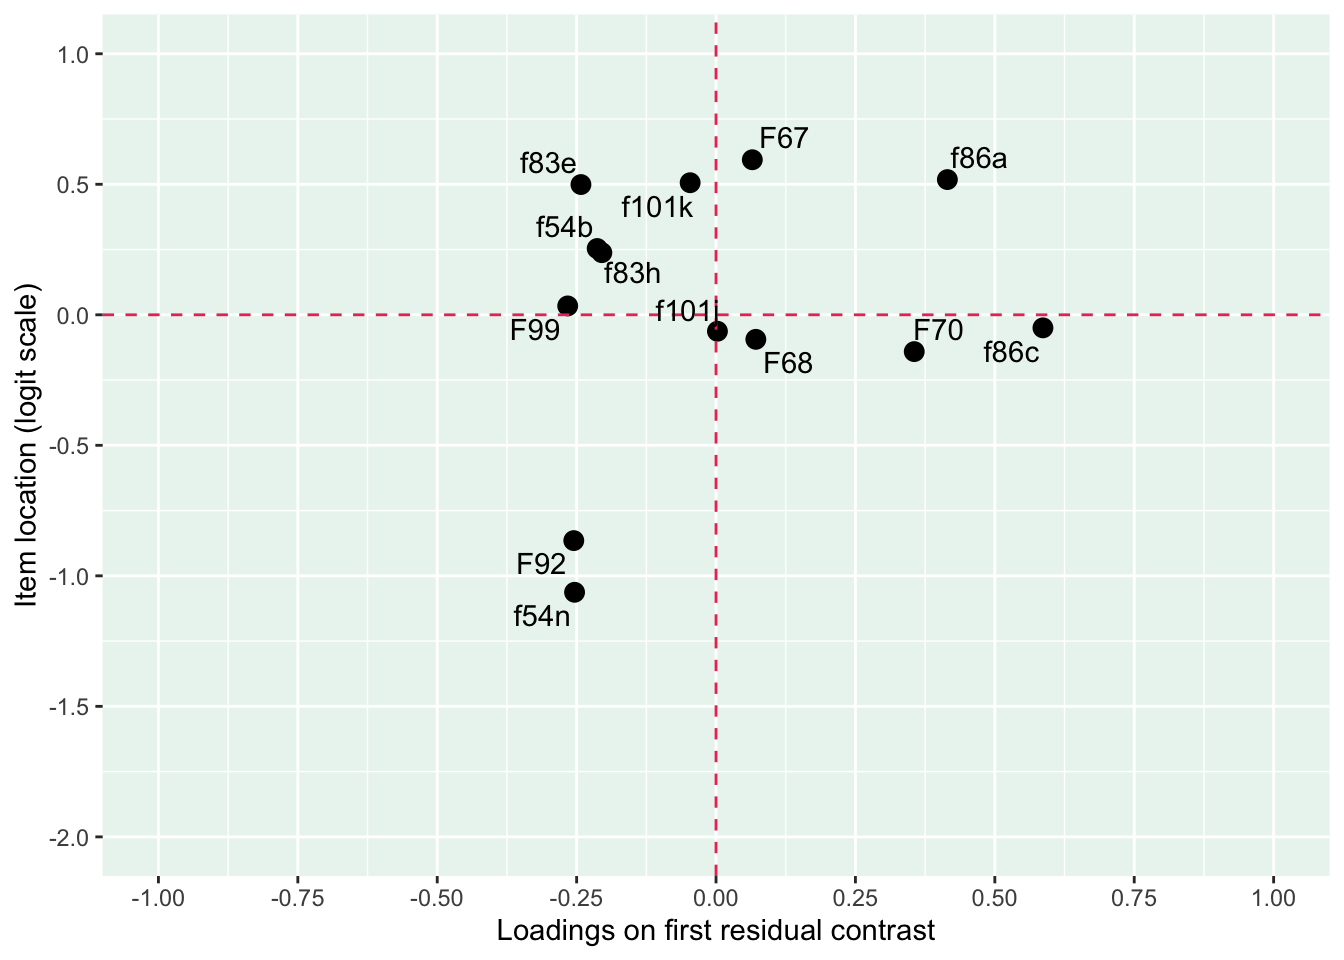 1.0
0.5
0.0
-0.5
-1.0
-1.5
-2.0
Item location (logit scale)
F67
f83e
f86a
f101k
f54b
f83h
f101j
F99
F70
f86c
F68
F92
f54n
-1.00 -0.75 -0.50 -0.25 0.00 0.25 0.50 0.75 1.00
Loadings on first residual contrast